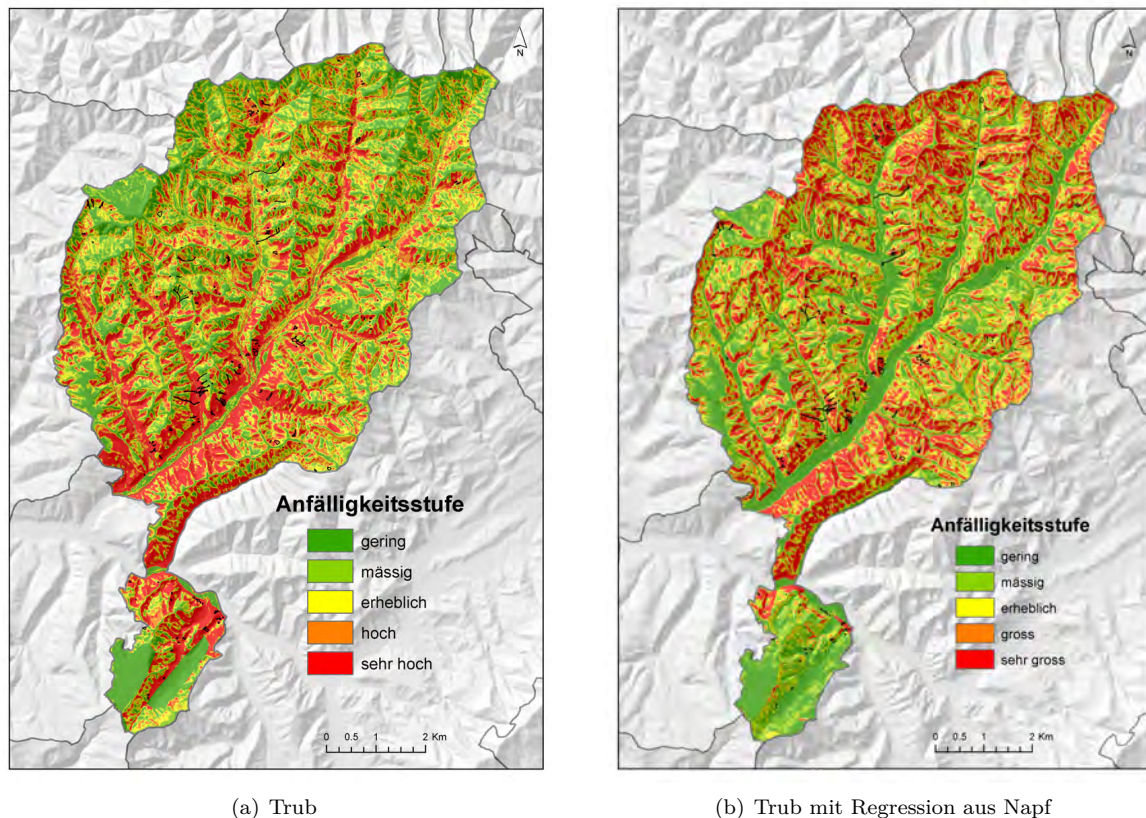 N
Anfälligkeitsstufe
gering
mässig
erheblich
hoch
sehr hoch
0 0.5 1 2 Km
(a) Trub
N
Anfälligkeitsstufe
gering
mässig
erheblich
gross
sehr gross
0 0.5 1 2 Km
(b) Trub mit Regression aus Napf